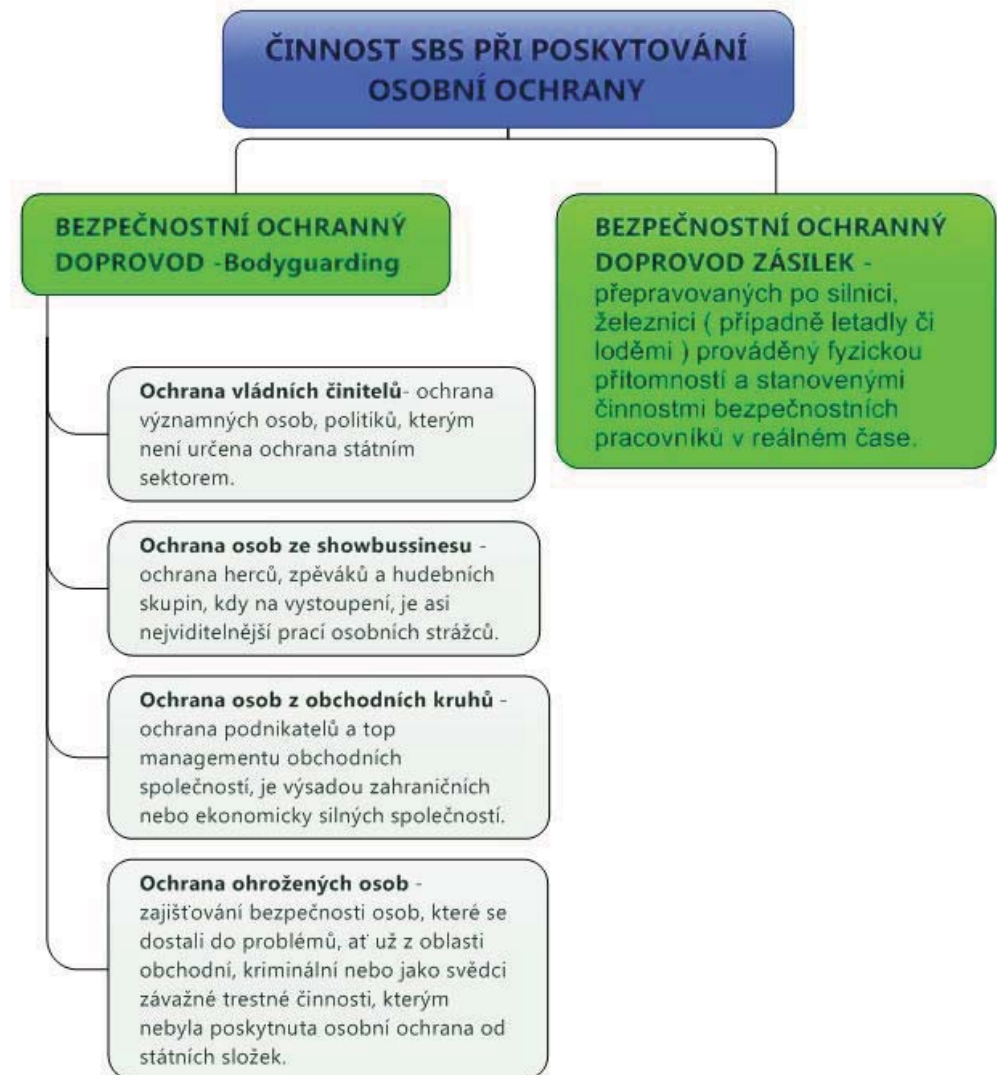 ČINNOST SBS PŘI POSKYTOVÁNÍ
OSOBNÍ OCHRANY
BEZPEČNOSTNÍ OCHRANNÝ
DOPROVOD -Bodyguarding
Ochrana vládních činitelů- ochrana
významných osob, politiků, kterým
není určena ochrana státním
sektorem.
Ochrana osob ze showbussinesu -
ochrana herců, zpěváků a hudebních
skupin, kdy na vystoupení, je asi
nejviditelnější prací osobních strážců.
Ochrana osob z obchodních kruhů -
ochrana podnikatelů a top
managementu obchodních
společností, je výsadou zahraničních
nebo ekonomicky silných společností.
Ochrana ohrožených osob -
zajišťování bezpečnosti osob, které se
dostali do problémů, ať už z oblasti
obchodní, kriminální nebo jako svědci
závažné trestné činnosti, kterým
nebyla poskytnuta osobní ochrana od
státních složek.
BEZPEČNOSTNÍ OCHRANNÝ
DOPROVOD ZÁSILEK -
přepravovaných po silnici,
železnici ( případně letadly či
loděmi ) prováděný fyzickou
přítomností a stanovenými
činnostmi bezpečnostních
pracovníků v reálném čase.